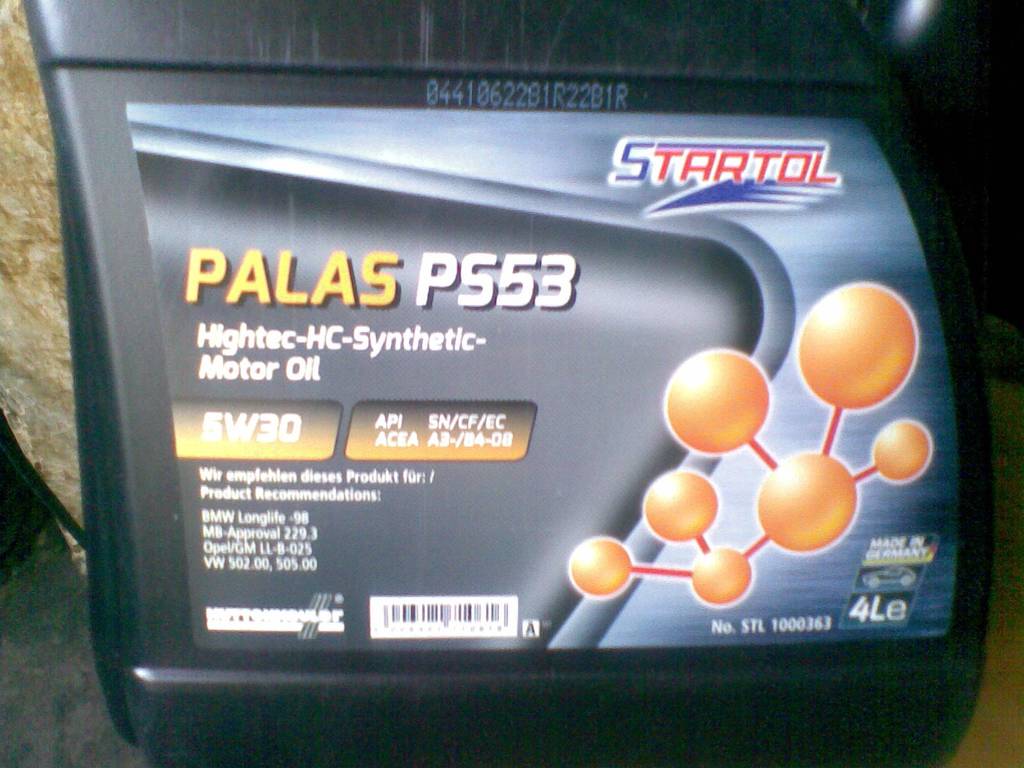 04410622B1R22B1R
STARTOL
PALAS PS53
Hightec-HC-Synthetic-
Motor Oil
5W30
API SN/CF/EC
ACEA A3-/B4-08
Wir empfehlen dieses Produkt für: /
Product Recommendations:
BMW Longlife -98
MB-Approval 229.3
Opel/GM LL-B-025
VW 502.00, 505.00
MADE IN
GERMANY
4Le
No. STL 1000363
A